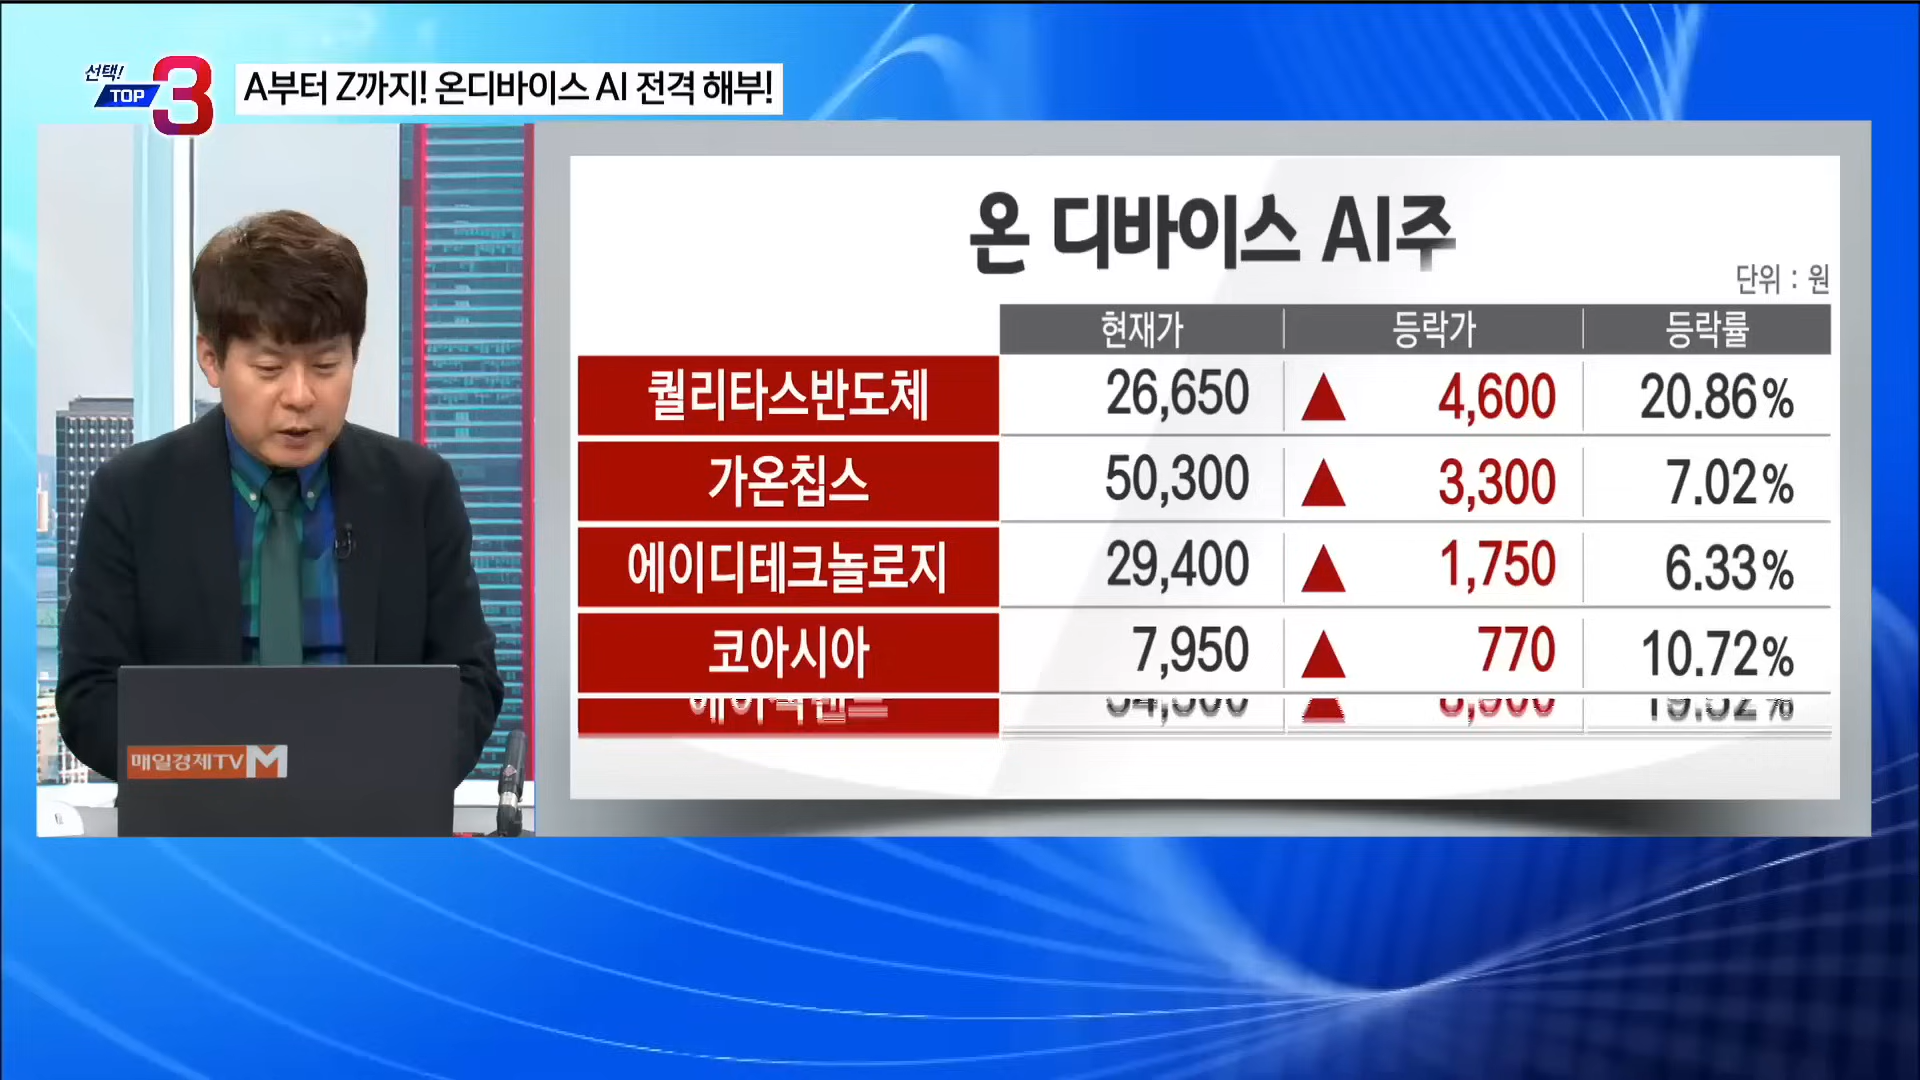 선택!
TOP
3
A부터 Z까지! 온디바이스 AI 전격 해부!
온 디바이스 AI주
단위 : 원
현재가 등락가 등락률
퀄리타스반도체 26,650 ▲ 4,600 20.86%
가온칩스 50,300 ▲ 3,300 7.02%
에이디테크놀로지 29,400 ▲ 1,750 6.33%
코아시아 7,950 ▲ 770 10.72%
매일경제TV M